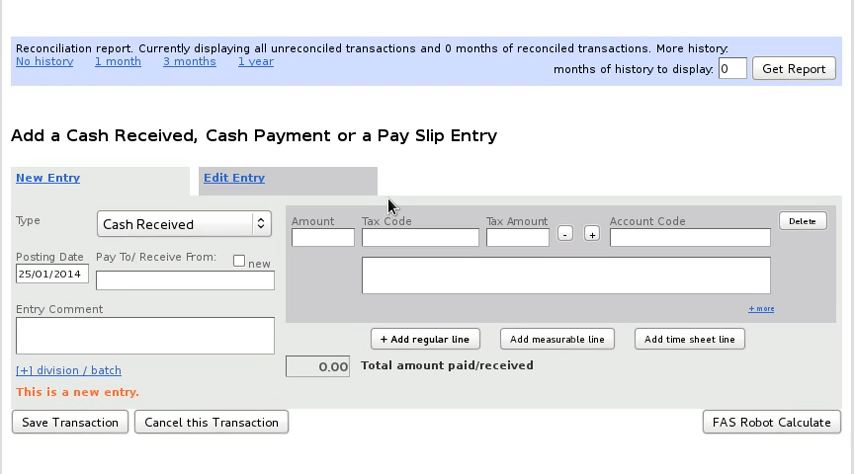 Reconciliation report. Currently displaying all unreconciled transactions and 0 months of reconciled transactions. More history:
No history 1 month 3 months 1 year
months of history to display: 0 Get Report
Add a Cash Received, Cash Payment or a Pay Slip Entry
New Entry Edit Entry
Type Cash Received
Amount Tax Code Tax Amount - + Account Code Delete
Posting Date Pay To/ Receive From: new
25/01/2014
+ more
Entry Comment
+ Add regular line Add measurable line Add time sheet line
0.00 Total amount paid/received
[+] division / batch
This is a new entry.
Save Transaction Cancel this Transaction FAS Robot Calculate